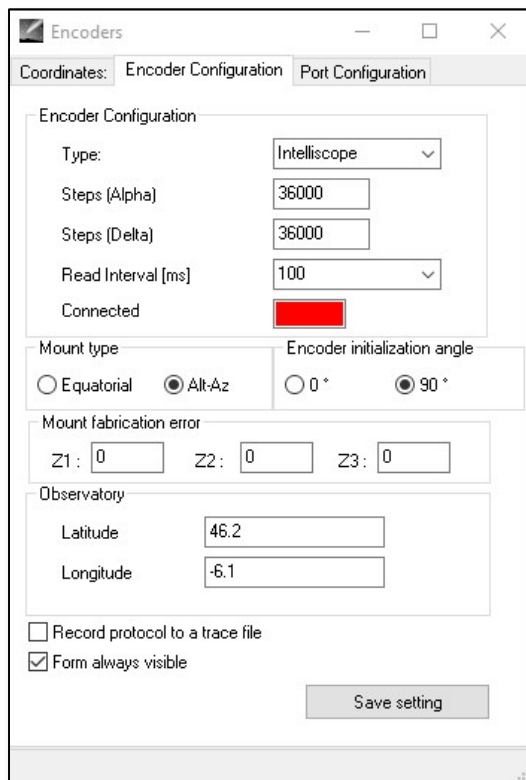 Encoders
Coordinates: Encoder Configuration Port Configuration
Encoder Configuration
Type: Intelliscope
Steps (Alpha) 36000
Steps (Delta) 36000
Read Interval [ms] 100
Connected
Mount type Encoder initialization angle
Equatorial Alt-Az 0 ° 90 °
Mount fabrication error
Z1 : 0 Z2 : 0 Z3 : 0
Observatory
Latitude 46.2
Longitude -6.1
Record protocol to a trace file
Form always visible
Save setting